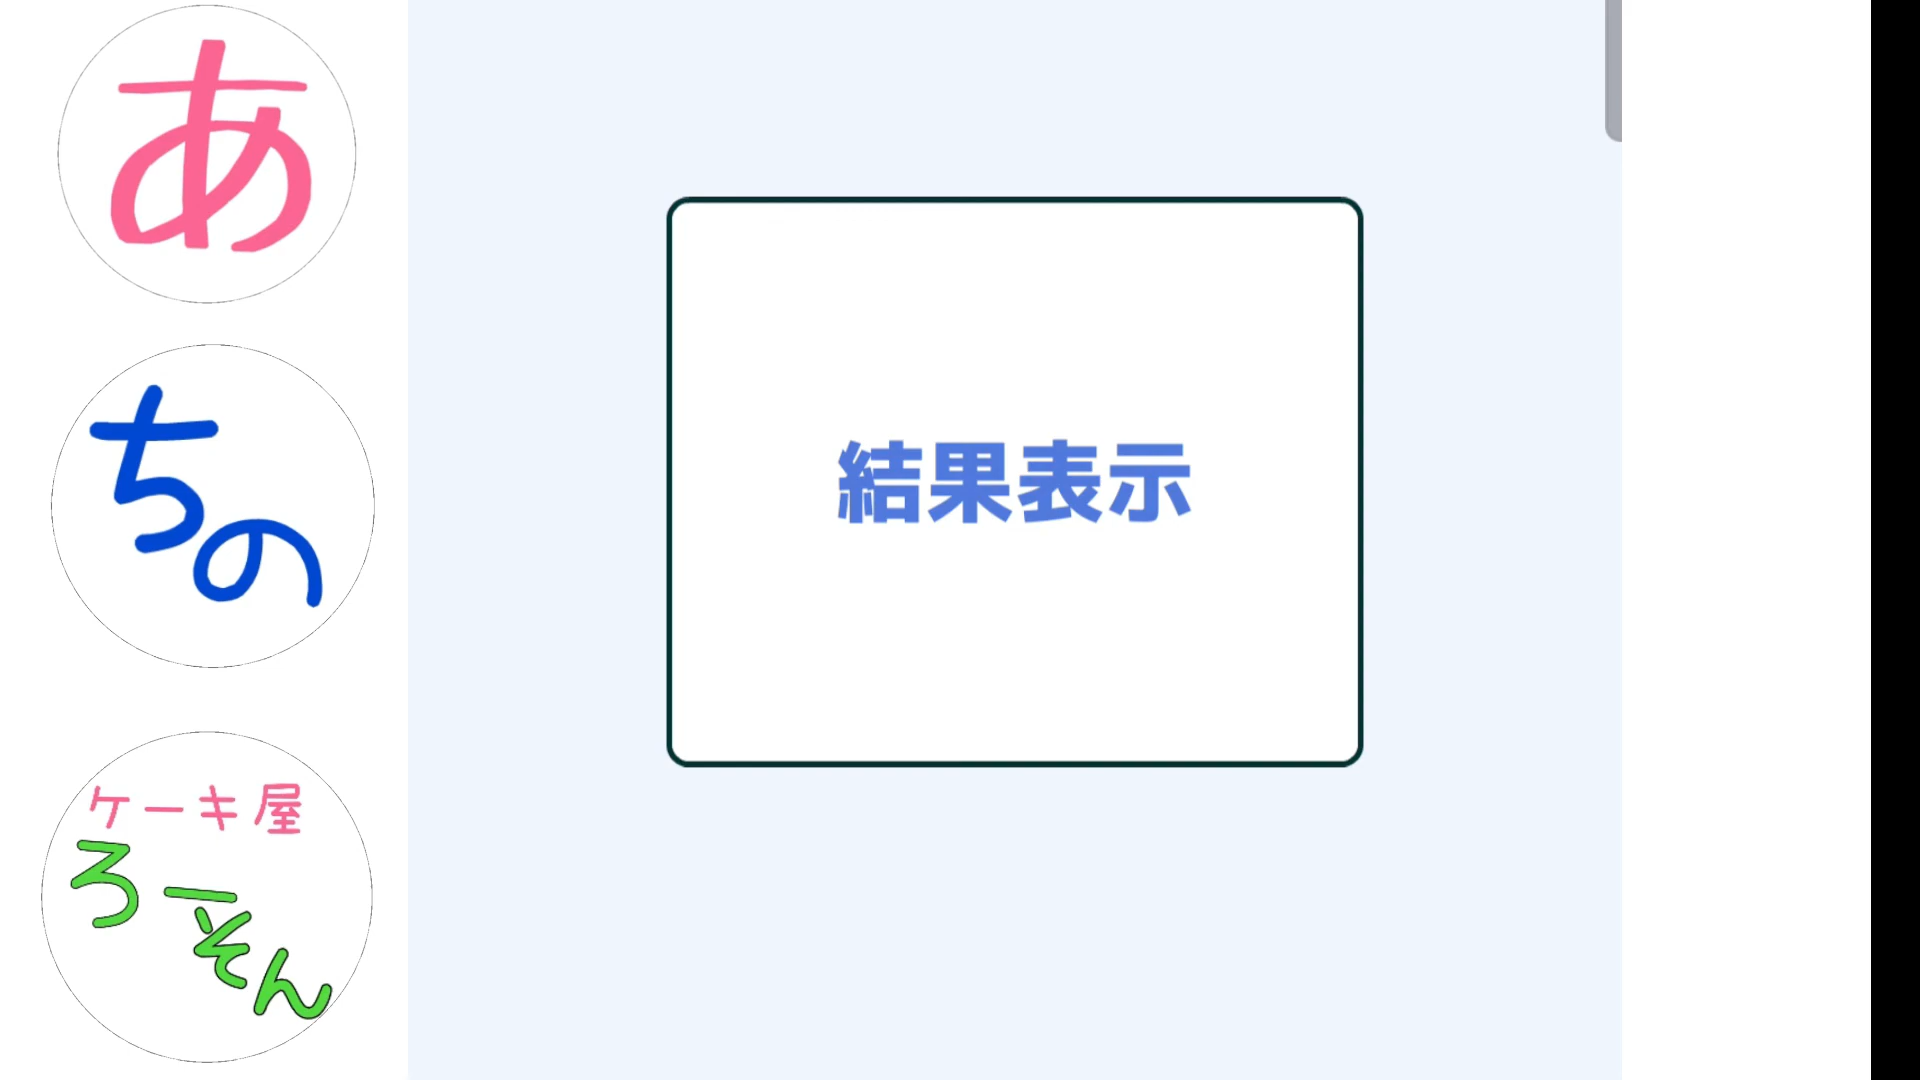 あ
ちの
ケーキ屋
ろーそん
結果表示